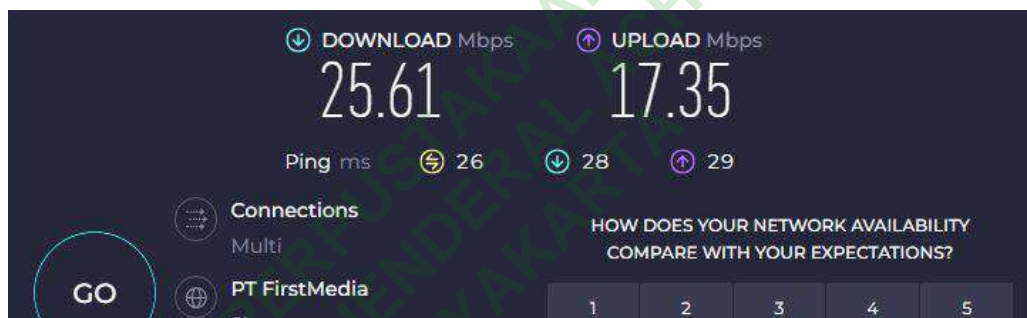 DOWNLOAD Mbps
UPLOAD Mbps
25.61
17.35
Ping ms 26 28 29
Connections
Multi
HOW DOES YOUR NETWORK AVAILABILITY
COMPARE WITH YOUR EXPECTATIONS?
GO
PT FirstMedia
1 2 3 4 5